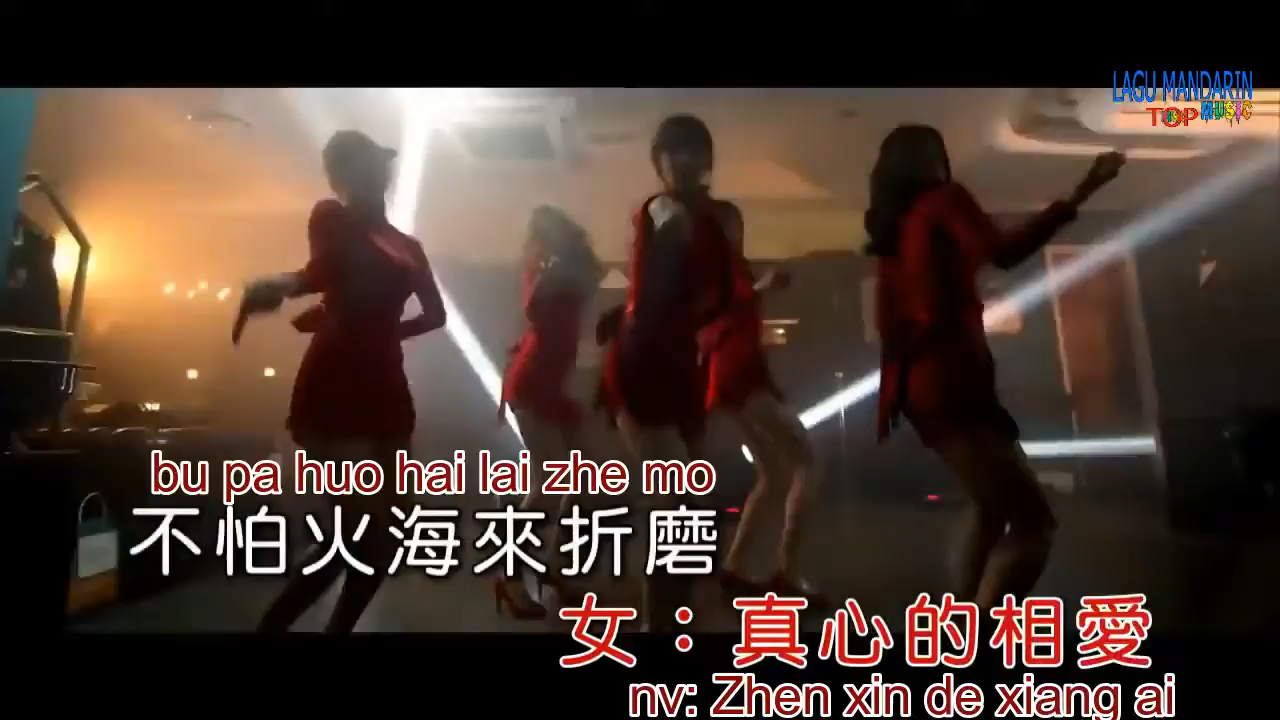 LAGU MANDARIN
TOP MUSIC
bu pa huo hai lai zhe mo
不怕火海來折磨
女：真心的相愛
nv: Zhen xin de xiang ai